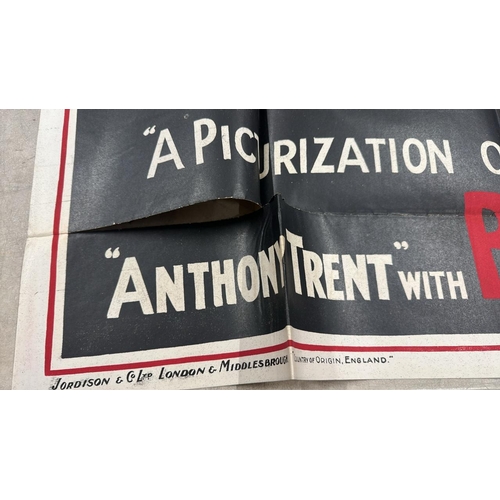 "A PICTURIZATION O
"ANTHONY TRENT" WITH R
JORDISON & CO LTD LONDON & MIDDLESBROUGH "COUNTRY OF ORIGIN, ENGLAND."